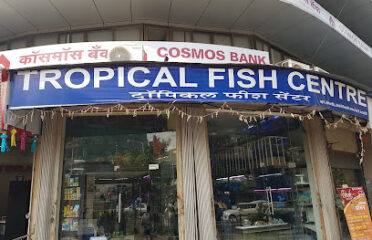 कॉसमॉस बँक COSMOS BANK
TROPICAL FISH CENTRE
ट्रॉपिकल फीश सेंटर